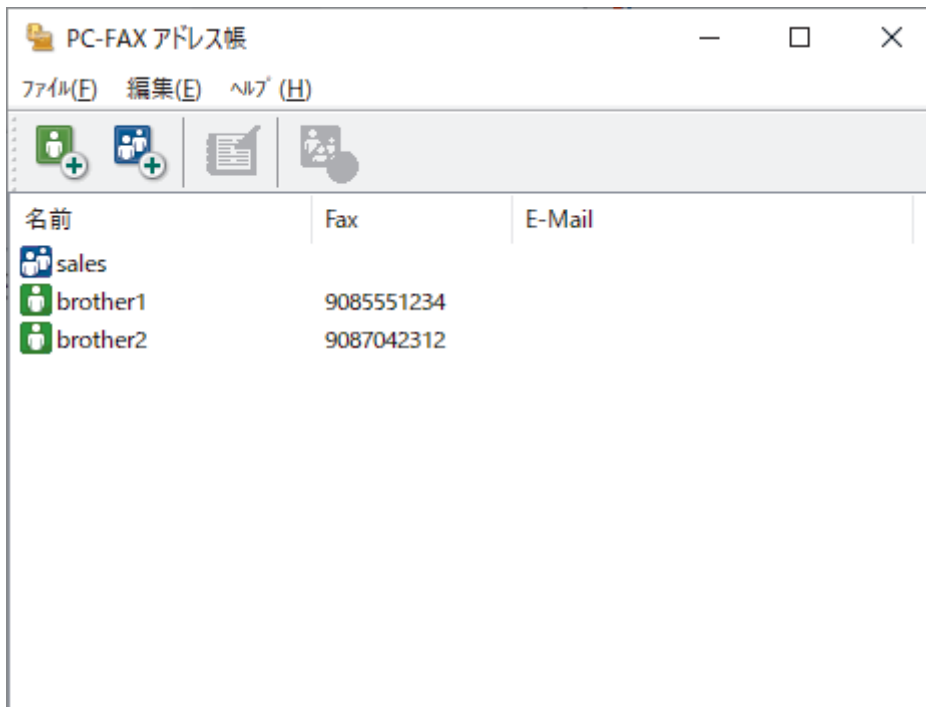 PC-FAX アドレス帳
ファイル(F) 編集(E) ヘルプ(H)
名前 Fax E-Mail
sales
brother1 9085551234
brother2 9087042312